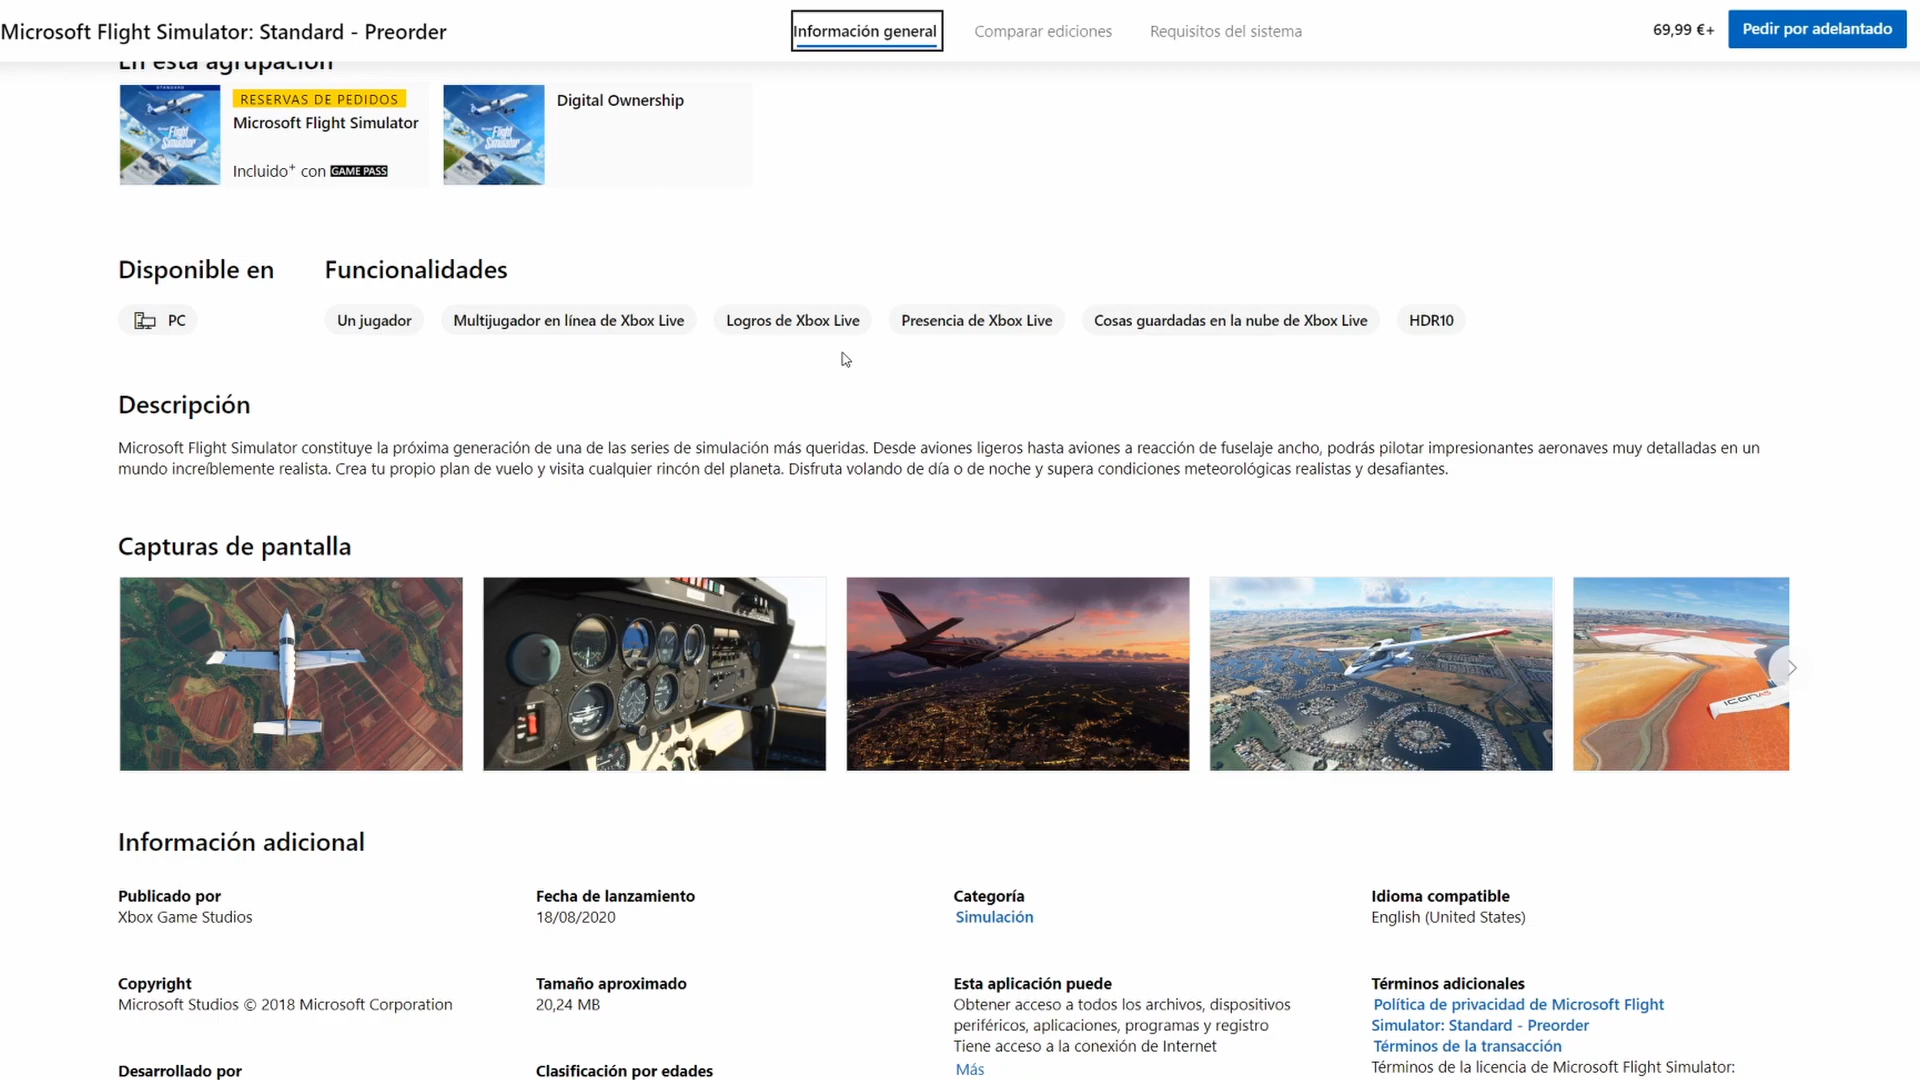 Microsoft Flight Simulator: Standard - Preorder
Información general
Comparar ediciones
Requisitos del sistema
69,99 €+
Pedir por adelantado
En esta agrupación
STANDARD
Flight Simulator
RESERVAS DE PEDIDOS
Microsoft Flight Simulator
Incluido+ con GAME PASS
Flight Simulator
Digital Ownership
Disponible en
PC
Funcionalidades
Un jugador
Multijugador en línea de Xbox Live
Logros de Xbox Live
Presencia de Xbox Live
Cosas guardadas en la nube de Xbox Live
HDR10
Descripción
Microsoft Flight Simulator constituye la próxima generación de una de las series de simulación más queridas. Desde aviones ligeros hasta aviones a reacción de fuselaje ancho, podrás pilotar impresionantes aeronaves muy detalladas en un
mundo increíblemente realista. Crea tu propio plan de vuelo y visita cualquier rincón del planeta. Disfruta volando de día o de noche y supera condiciones meteorológicas realistas y desafiantes.
Capturas de pantalla
ICON A5
Información adicional
Publicado por
Xbox Game Studios
Fecha de lanzamiento
18/08/2020
Categoría
Simulación
Idioma compatible
English (United States)
Copyright
Microsoft Studios © 2018 Microsoft Corporation
Tamaño aproximado
20,24 MB
Esta aplicación puede
Obtener acceso a todos los archivos, dispositivos
periféricos, aplicaciones, programas y registro
Tiene acceso a la conexión de Internet
Más
Términos adicionales
Política de privacidad de Microsoft Flight
Simulator: Standard - Preorder
Términos de la transacción
Términos de la licencia de Microsoft Flight Simulator:
Desarrollado por
Clasificación por edades